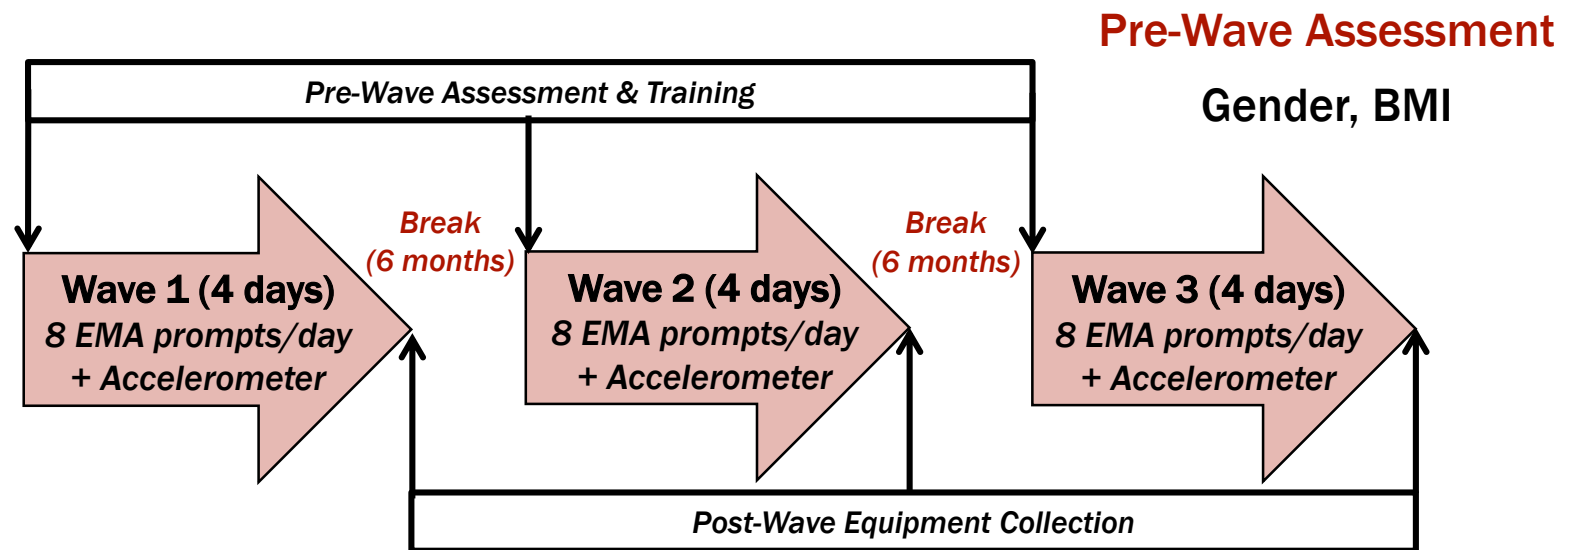 Pre-Wave Assessment
Gender, BMI
Pre-Wave Assessment & Training
Break
(6 months)
Break
(6 months)
Wave 1 (4 days)
8 EMA prompts/day
+ Accelerometer
Wave 2 (4 days)
8 EMA prompts/day
+ Accelerometer
Wave 3 (4 days)
8 EMA prompts/day
+ Accelerometer
Post-Wave Equipment Collection